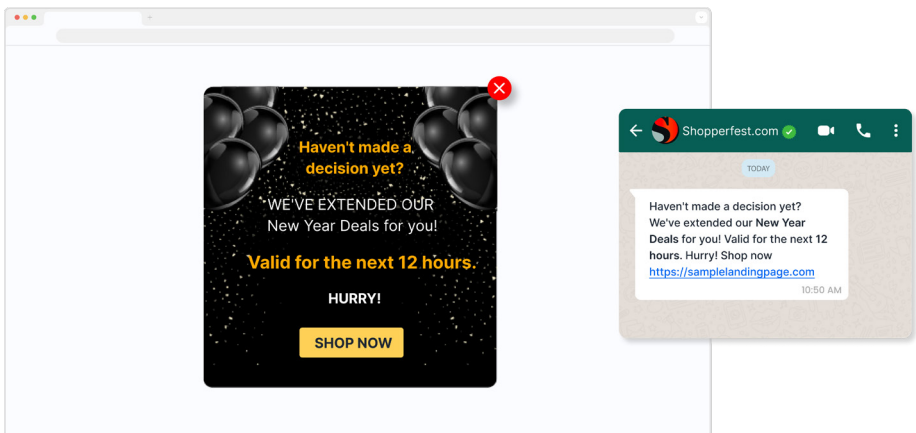 Haven't made a
decision yet?
WE'VE EXTENDED OUR
New Year Deals for you!
Valid for the next 12 hours.
HURRY!
SHOP NOW
Shopperfest.com
TODAY
Haven't made a decision yet?
We've extended our New Year
Deals for you! Valid for the next 12
hours. Hurry! Shop now
https://samplelandingpage.com
10:50 AM